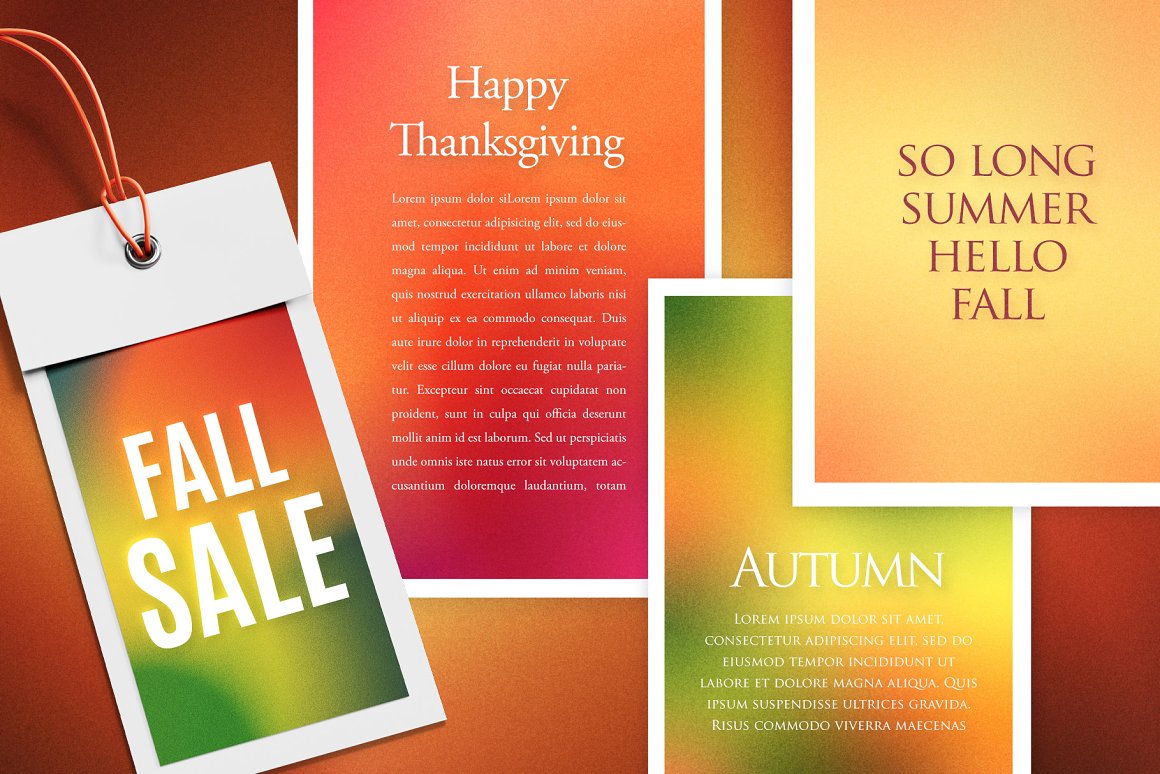 FALL
SALE
Happy
Thanksgiving
Lorem ipsum dolor siLorem ipsum dolor sit
amet, consectetur adipisicing elit, sed do eius-
mod tempor incididunt ut labore et dolore
magna aliqua. Ut enim ad minim veniam,
quis nostrud exercitation ullamco laboris nisi
ut aliquip ex ea commodo consequat. Duis
aute irure dolor in reprehenderit in voluptate
velit esse cillum dolore eu fugiat nulla paria-
tur. Excepteur sint occaecat cupidatat non
proident, sunt in culpa qui officia deserunt
mollit anim id est laborum. Sed ut perspiciatis
unde omnis iste natus error sit voluptatem ac-
cusantium doloremque laudantium, totam
SO LONG
SUMMER
HELLO
FALL
AUTUMN
LOREM IPSUM DOLOR SIT AMET,
CONSECTETUR ADIPISCING ELIT, SED DO
EIUSMOD TEMPOR INCIDIDUNT UT
LABORE ET DOLORE MAGNA ALIQUA. QUIS
IPSUM SUSPENDISSE ULTRICES GRAVIDA.
RISUS COMMODO VIVERRA MAECENAS